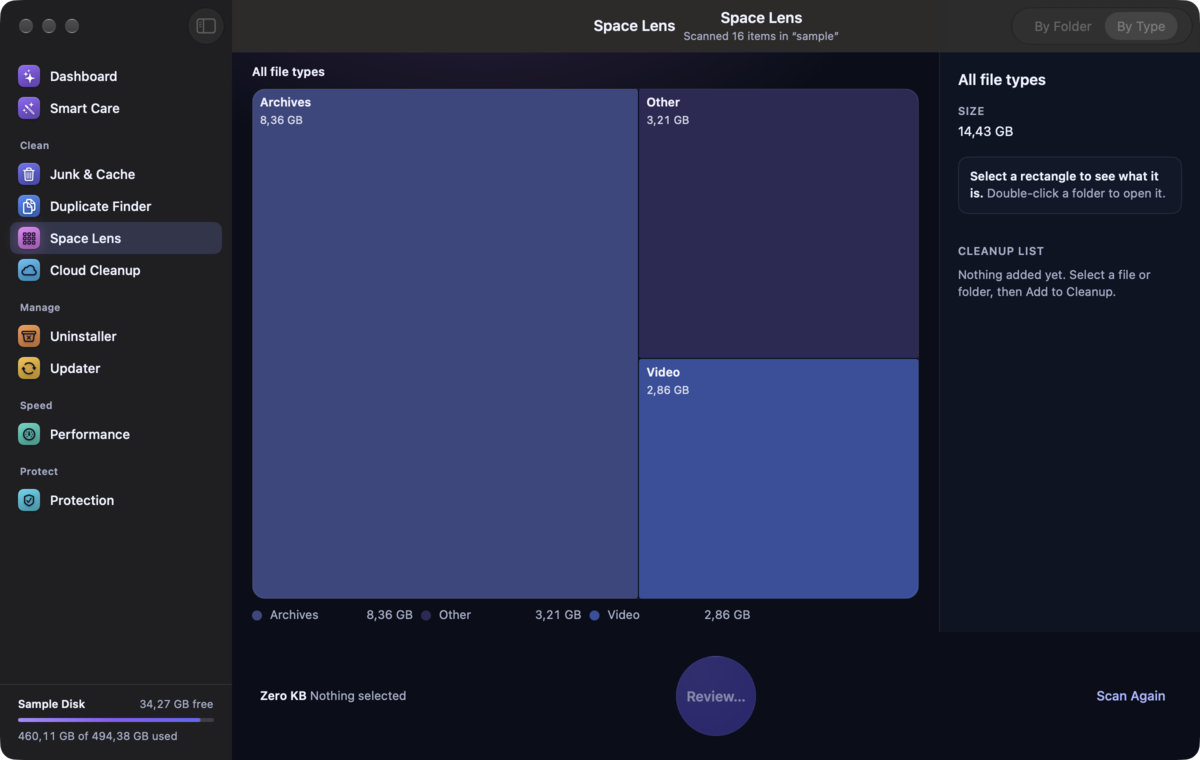 Dashboard
Smart Care
Clean
Junk & Cache
Duplicate Finder
Space Lens
Cloud Cleanup
Manage
Uninstaller
Updater
Speed
Performance
Protect
Protection
Sample Disk 34,27 GB free
460,11 GB of 494,38 GB used
Space Lens
Space Lens
Scanned 16 items in “sample”
By Folder By Type
All file types
Archives
8,36 GB
Other
3,21 GB
Video
2,86 GB
Archives 8,36 GB Other 3,21 GB Video 2,86 GB
All file types
SIZE
14,43 GB
Select a rectangle to see what it
is. Double-click a folder to open it.
CLEANUP LIST
Nothing added yet. Select a file or
folder, then Add to Cleanup.
Zero KB Nothing selected
Review...
Scan Again